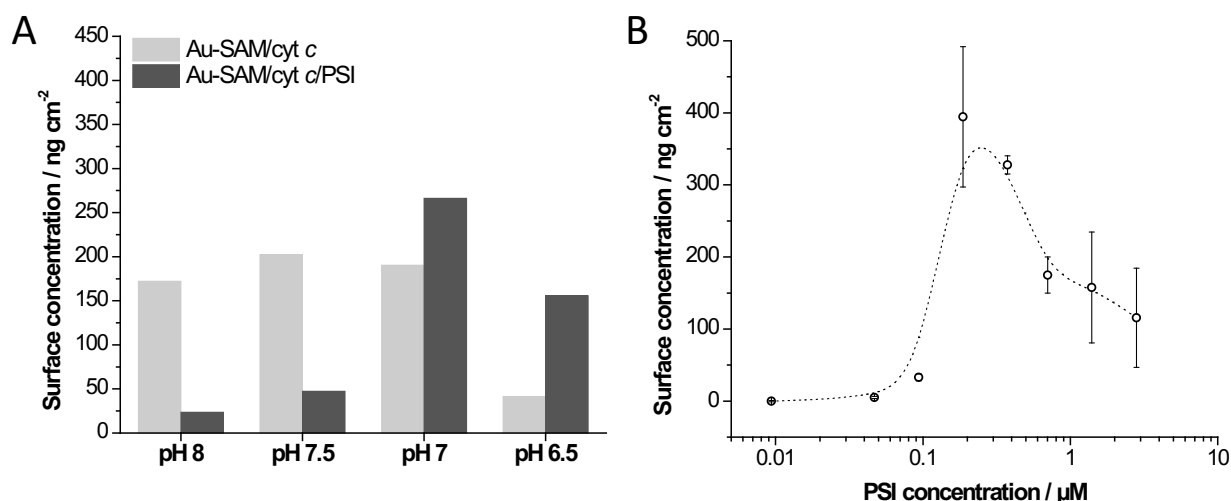 A
Surface concentration / ng cm⁻²
450
400
350
300
250
200
150
100
50
0
Au-SAM/cyt c
Au-SAM/cyt c/PSI
pH 8 pH 7.5 pH 7 pH 6.5
B
Surface concentration / ng cm⁻²
500
400
300
200
100
0
0.01 0.1 1 10
PSI concentration / µM